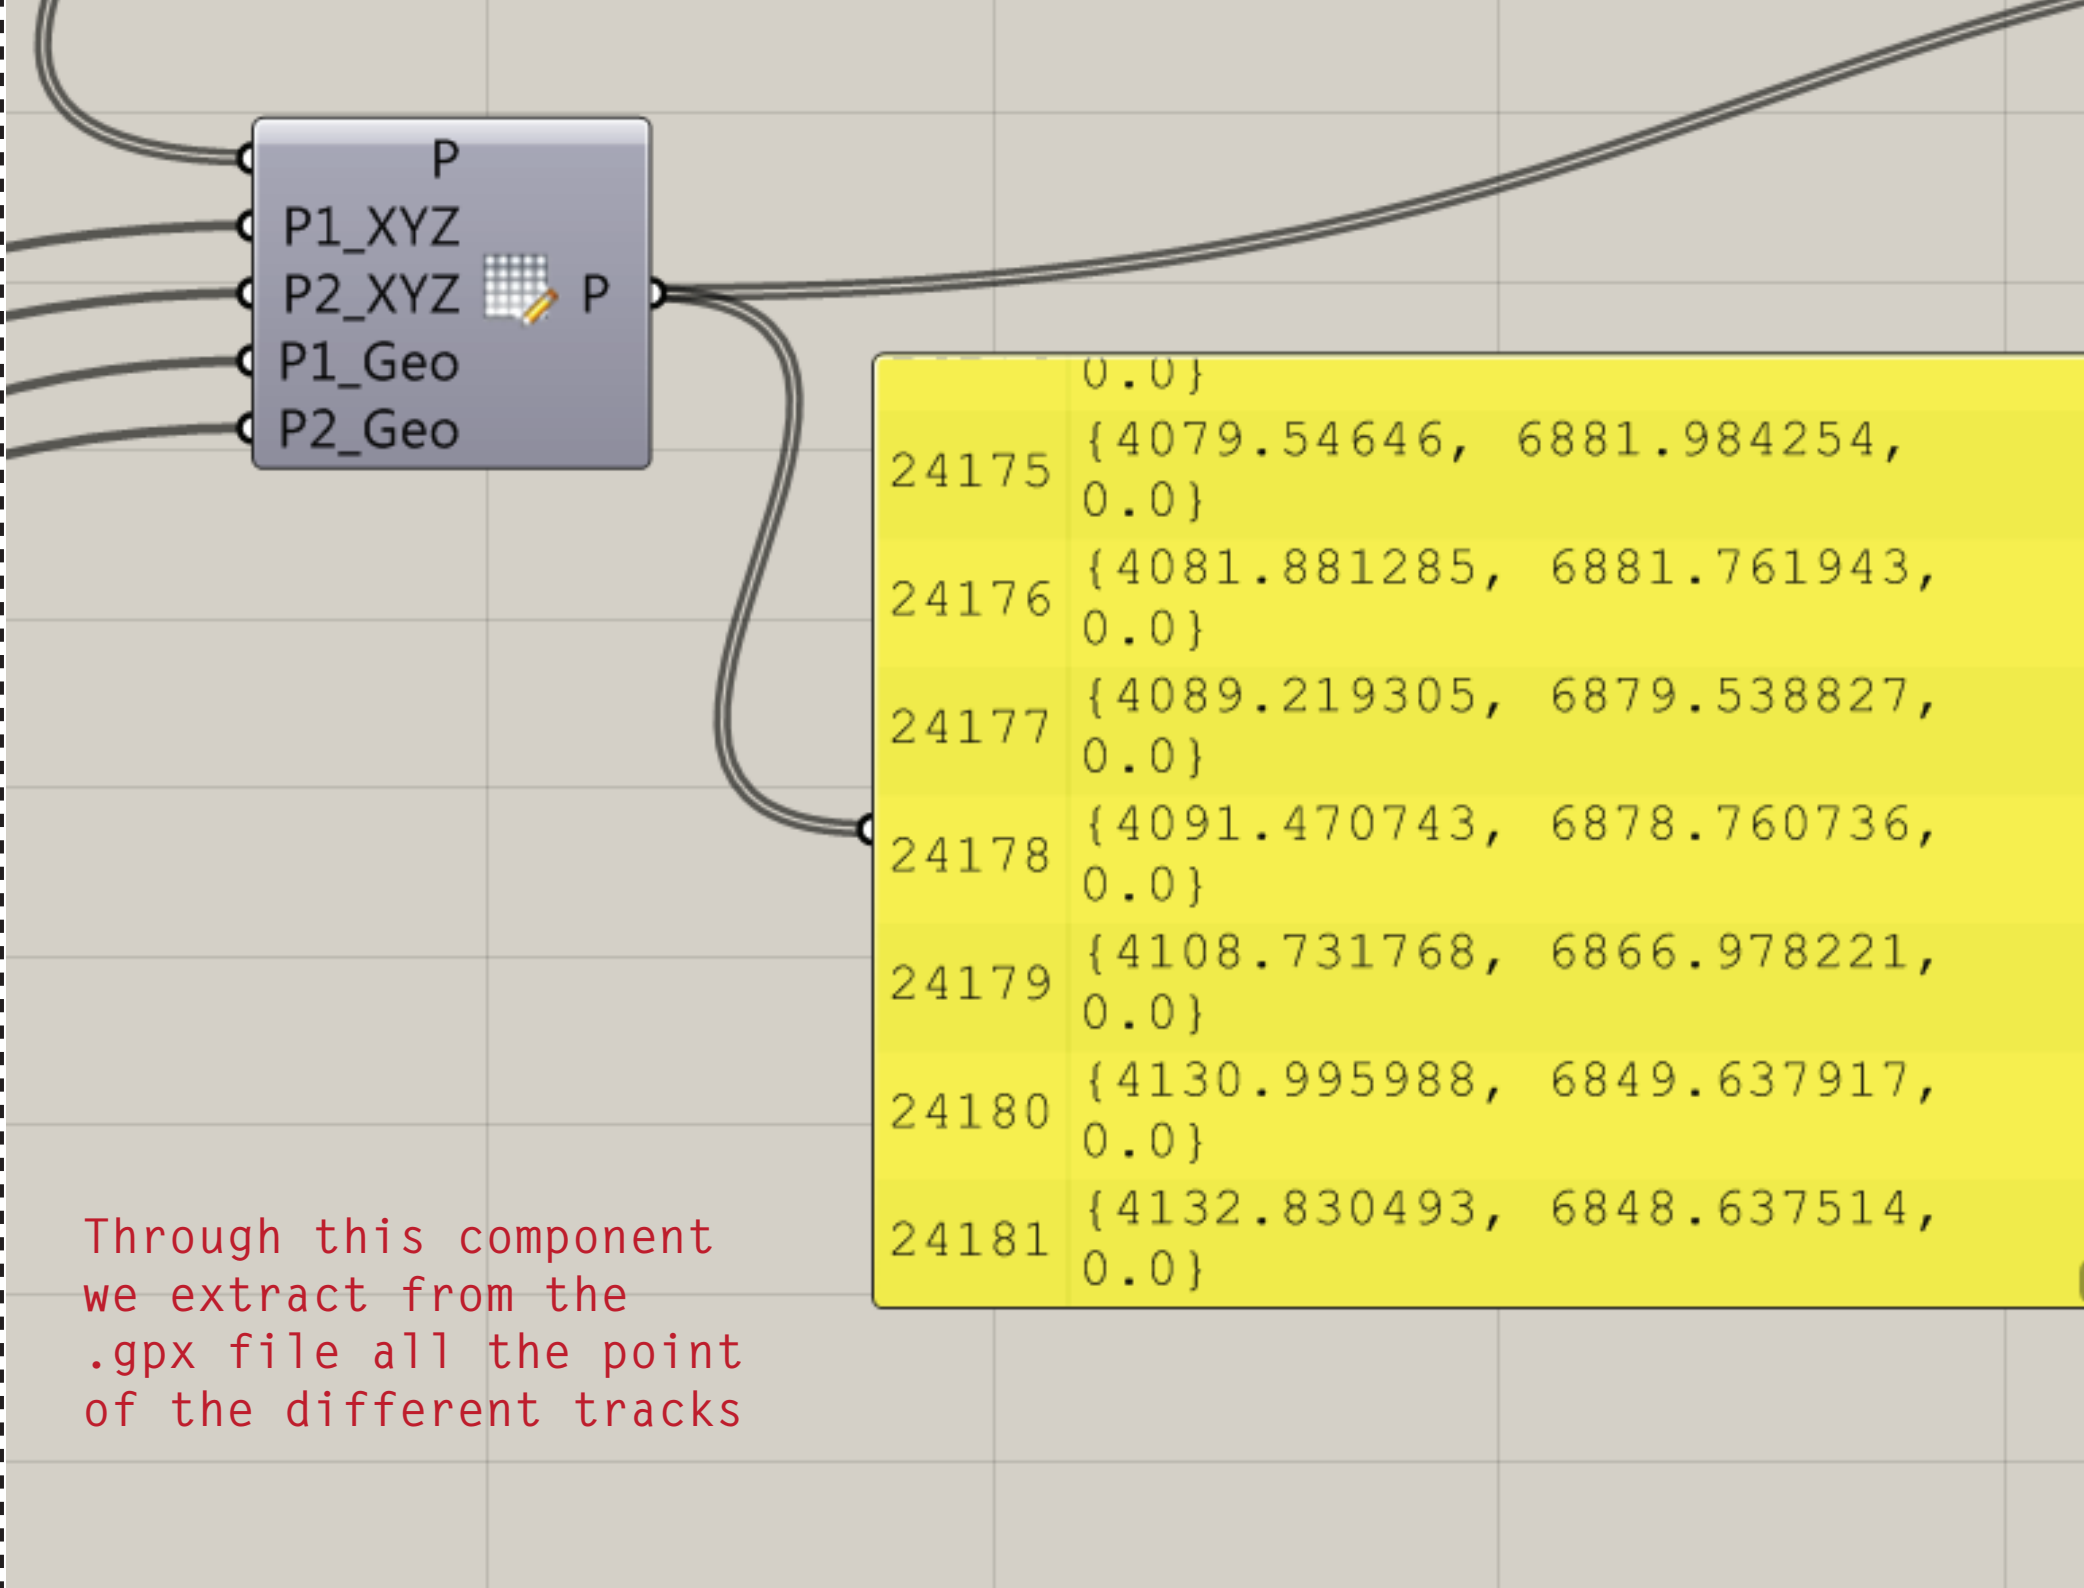 P
P1_XYZ
P2_XYZ
P
P1_Geo
P2_Geo
0.0}
24175 {4079.54646, 6881.984254,
0.0}
24176 {4081.881285, 6881.761943,
0.0}
24177 {4089.219305, 6879.538827,
0.0}
24178 {4091.470743, 6878.760736,
0.0}
24179 {4108.731768, 6866.978221,
0.0}
24180 {4130.995988, 6849.637917,
0.0}
24181 {4132.830493, 6848.637514,
0.0}
Through this component
we extract from the
.gpx file all the point
of the different tracks